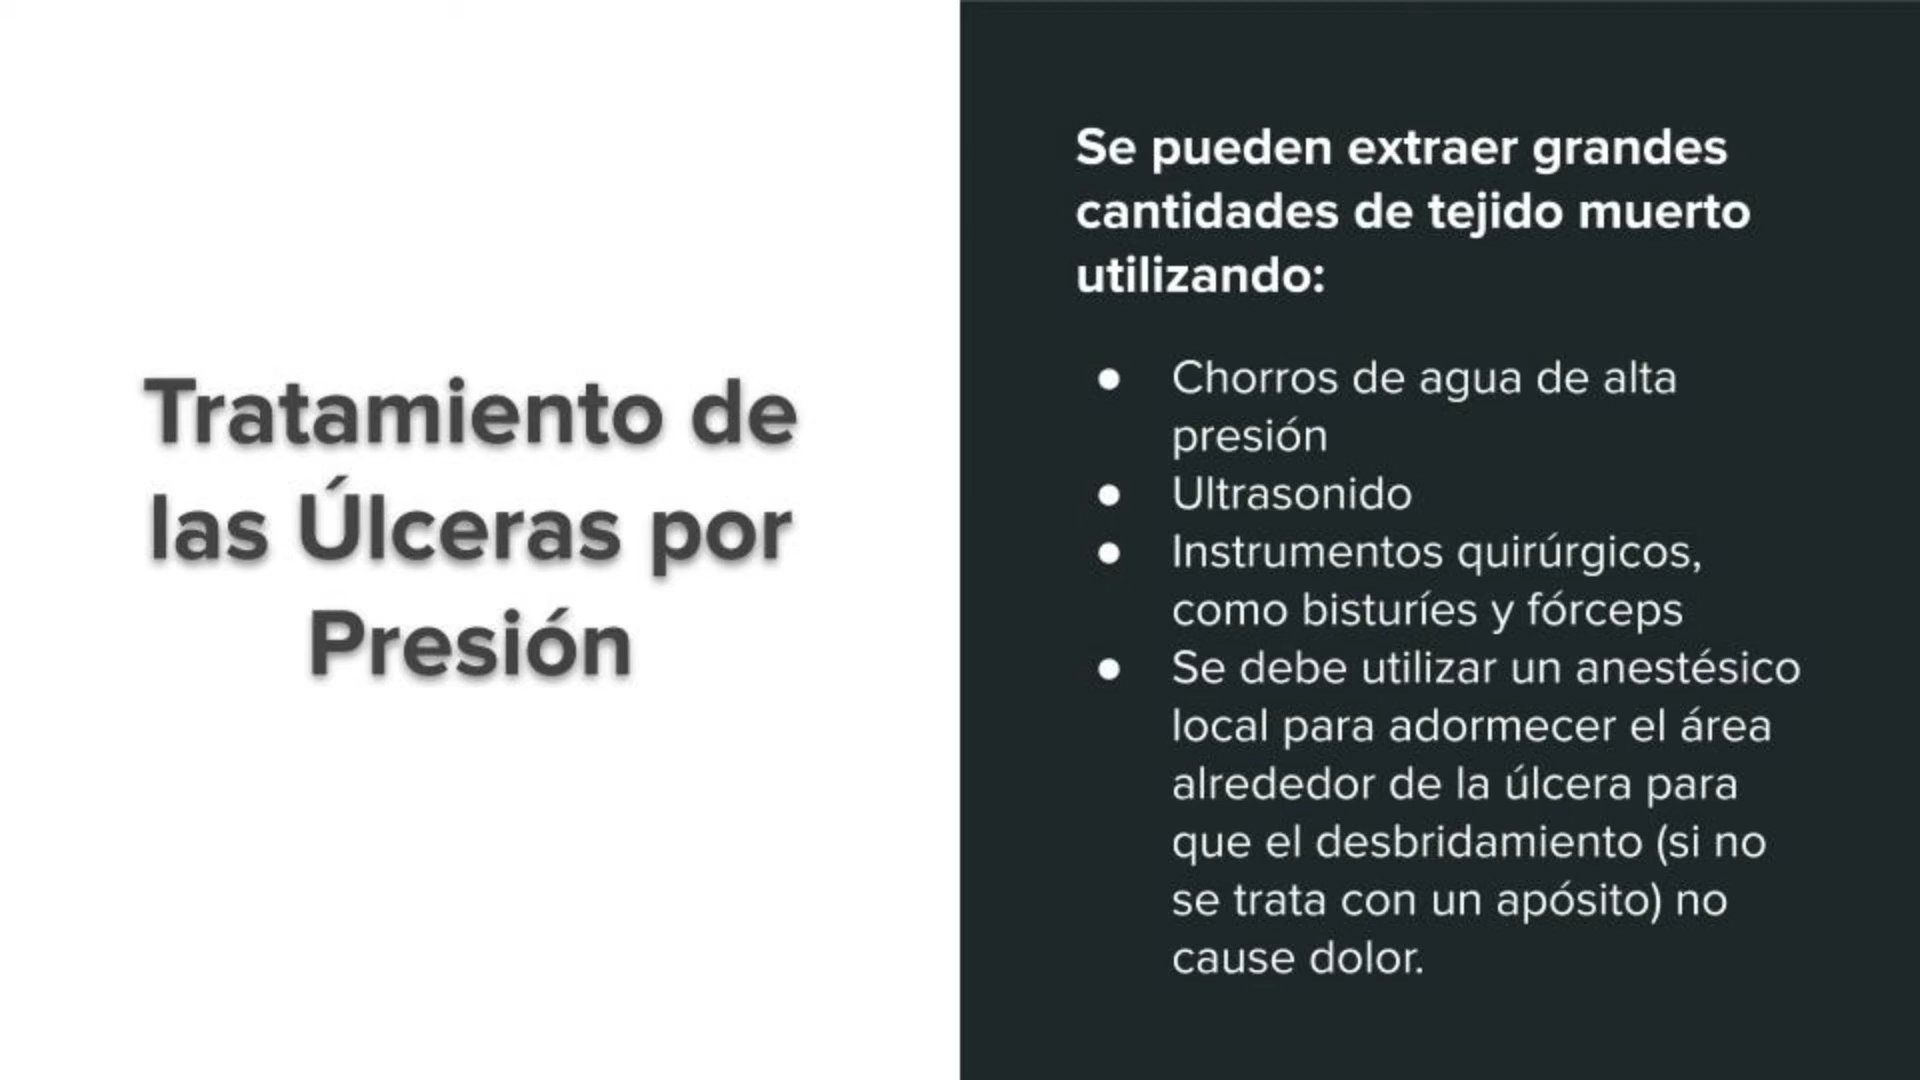 Tratamiento de
las Úlceras por
Presión
Se pueden extraer grandes
cantidades de tejido muerto
utilizando:
● Chorros de agua de alta
presión
● Ultrasonido
● Instrumentos quirúrgicos,
como bisturíes y fórceps
● Se debe utilizar un anestésico
local para adormecer el área
alrededor de la úlcera para
que el desbridamiento (si no
se trata con un apósito) no
cause dolor.